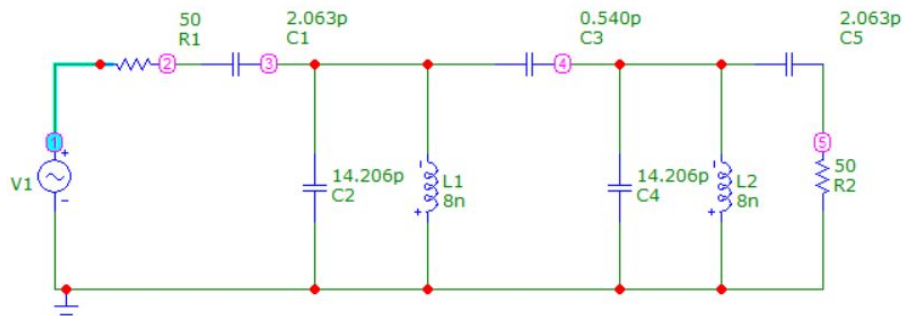 50
R1
2.063p
C1
0.540p
C3
2.063p
C5
2
3
4
1
+
V1
-
14.206p
C2
L1
8n
+
14.206p
C4
L2
8n
+
5
50
R2